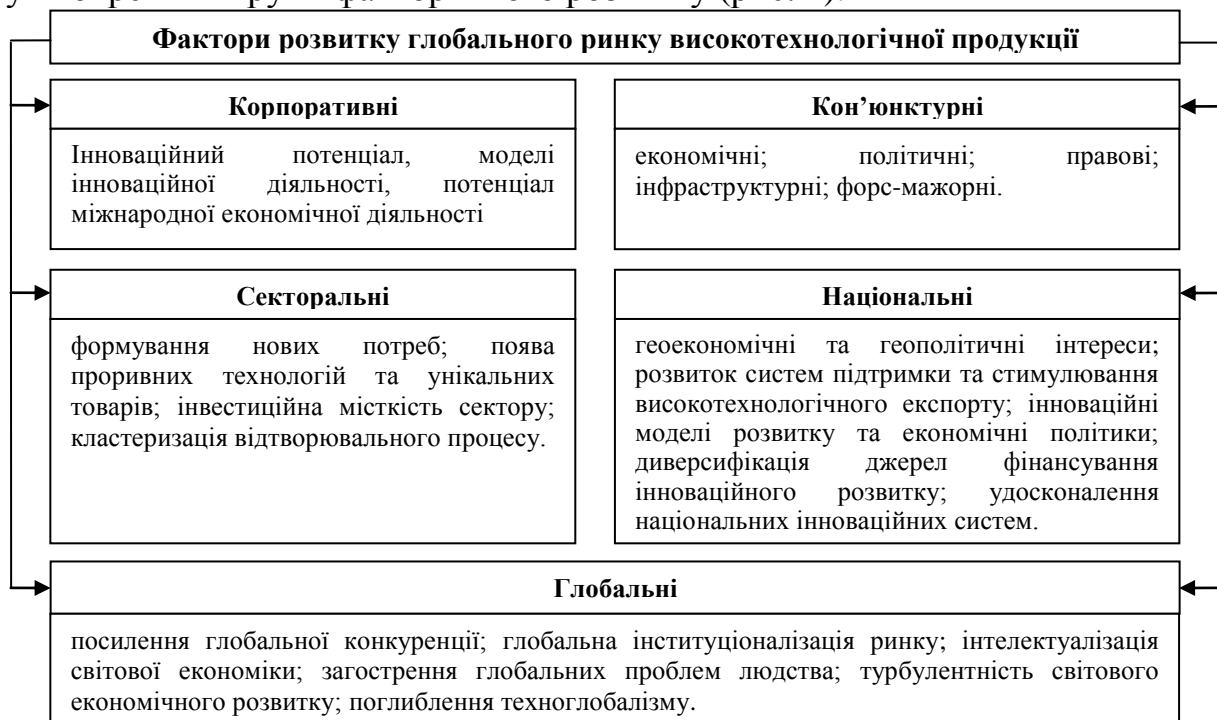 Фактори розвитку глобального ринку високотехнологічної продукції
Корпоративні
Інноваційний потенціал, моделі
інноваційної діяльності, потенціал
міжнародної економічної діяльності
Кон’юнктурні
економічні; політичні; правові;
інфраструктурні; форс-мажорні.
Секторальні
формування нових потреб; поява
проривних технологій та унікальних
товарів; інвестиційна місткість сектору;
кластеризація відтворювального процесу.
Національні
геоекономічні та геополітичні інтереси;
розвиток систем підтримки та стимулювання
високотехнологічного експорту; інноваційні
моделі розвитку та економічні політики;
диверсифікація джерел фінансування
інноваційного розвитку; удосконалення
національних інноваційних систем.
Глобальні
посилення глобальної конкуренції; глобальна інституціоналізація ринку; інтелектуалізація
світової економіки; загострення глобальних проблем людства; турбулентність світового
економічного розвитку; поглиблення техноглобалізму.